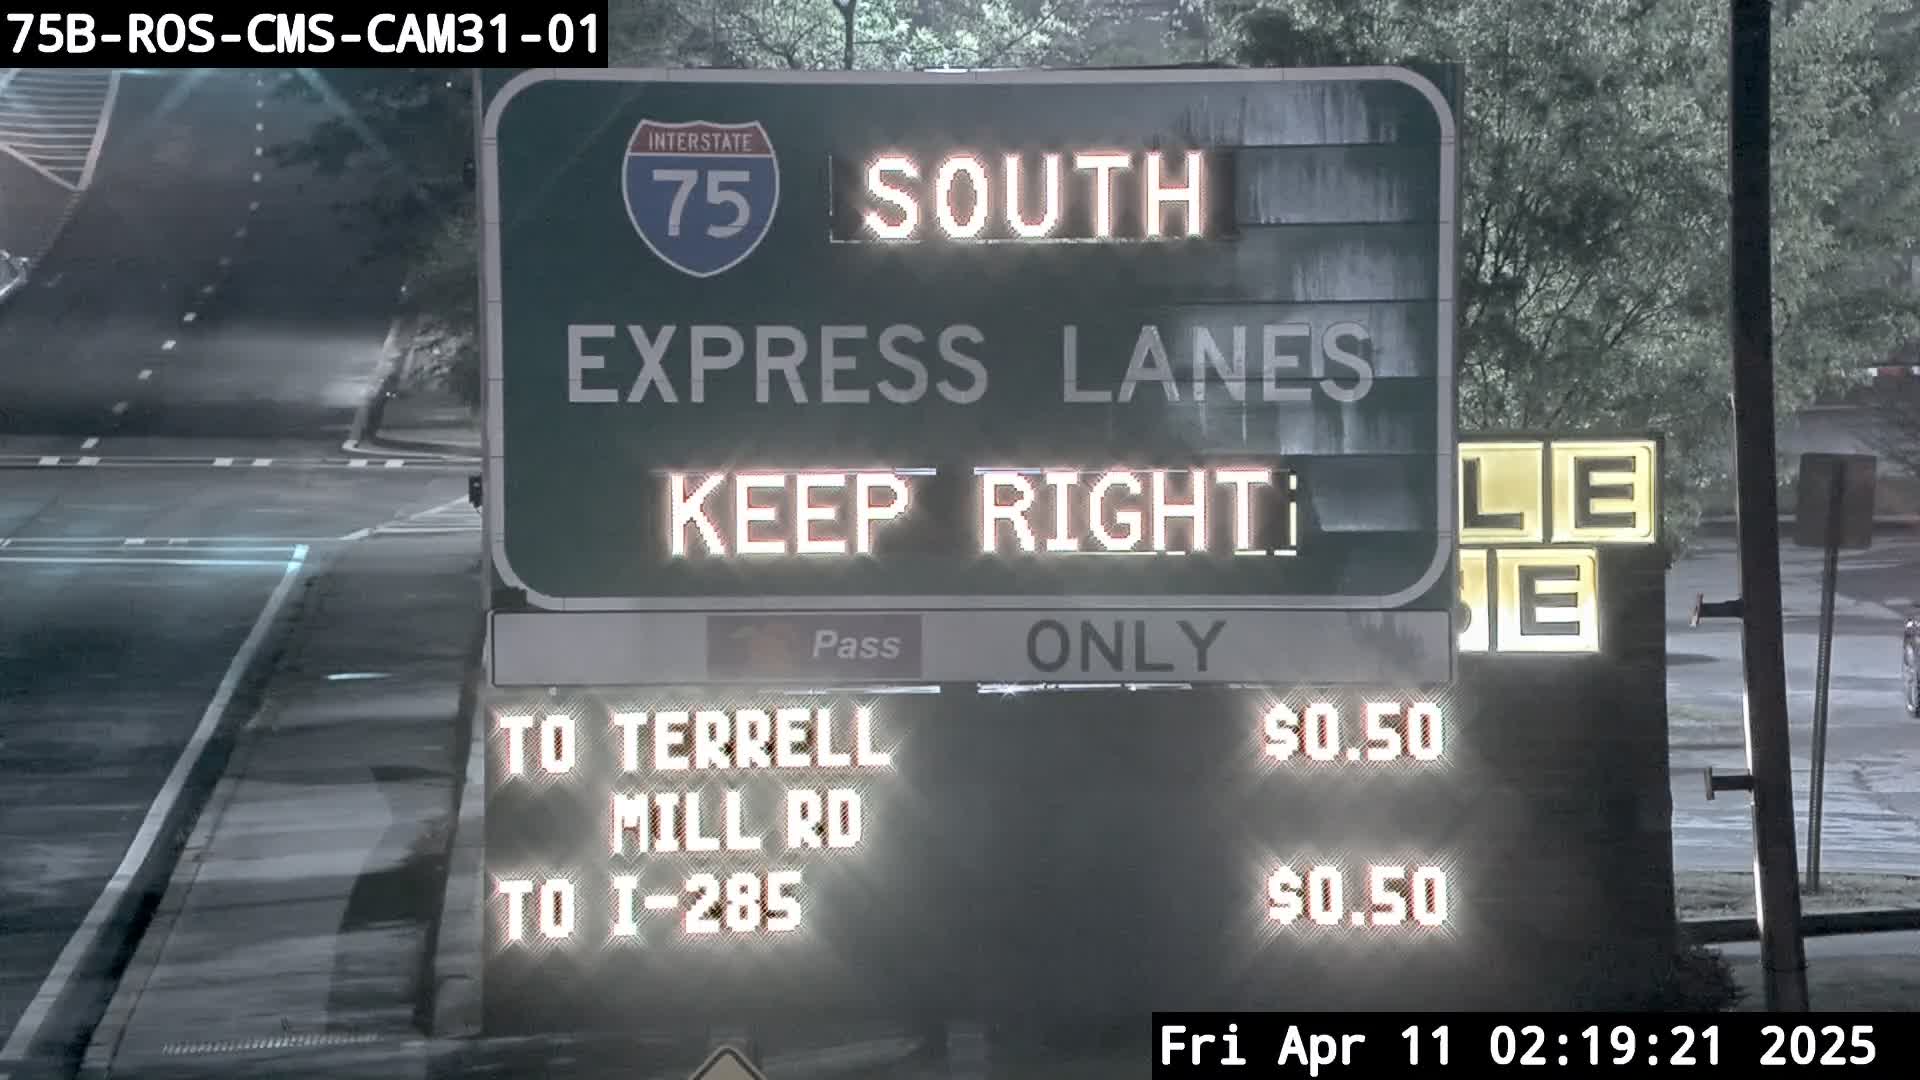 75B-ROS-CMS-CAM31-01
INTERSTATE
75
SOUTH
EXPRESS LANES
KEEP RIGHT
LE
E
Pass ONLY
TO TERRELL $0.50
MILL RD
TO I-285 $0.50
Fri Apr 11 02:19:21 2025